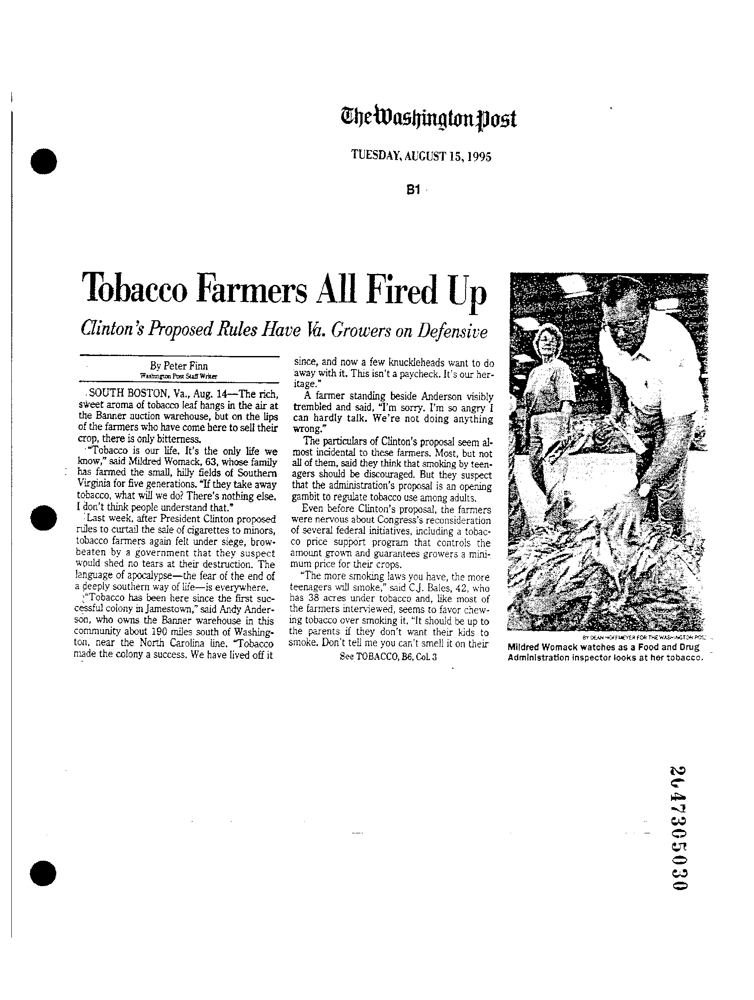 The Washington Post
TUESDAY, AUGUST 15, 1995
B1
Tobacco Farmers All Fired Up
Clinton's Proposed Rules Have Va. Growers on Defensive
By Peter Finn
Washington Post Staff Writer
SOUTH BOSTON, Va., Aug. 14—The rich,
sweet aroma of tobacco leaf hangs in the air at
the Banner auction warehouse, but on the lips
of the farmers who have come here to sell their
crop, there is only bitterness.
"Tobacco is our life. It's the only life we
know," said Mildred Womack, 63, whose family
has farmed the small, hilly fields of Southern
Virginia for five generations. "If they take away
tobacco, what will we do? There's nothing else.
I don't think people understand that."
Last week, after President Clinton proposed
rules to curtail the sale of cigarettes to minors,
tobacco farmers again felt under siege, brow-
beaten by a government that they suspect
would shed no tears at their destruction. The
language of apocalypse—the fear of the end of
a deeply southern way of life—is everywhere.
"Tobacco has been here since the first suc-
cessful colony in Jamestown," said Andy Ander-
son, who owns the Banner warehouse in this
community about 190 miles south of Washing-
ton, near the North Carolina line. "Tobacco
made the colony a success. We have lived off it
since, and now a few knuckleheads want to do
away with it. This isn't a paycheck. It's our her-
itage."
A farmer standing beside Anderson visibly
trembled and said, "I'm sorry. I'm so angry I
can hardly talk. We're not doing anything
wrong."
The particulars of Clinton's proposal seem al-
most incidental to these farmers. Most, but not
all of them, said they think that smoking by teen-
agers should be discouraged. But they suspect
that the administration's proposal is an opening
gambit to regulate tobacco use among adults.
Even before Clinton's proposal, the farmers
were nervous about Congress's reconsideration
of several federal initiatives, including a tobac-
co price support program that controls the
amount grown and guarantees growers a mini-
mum price for their crops.
"The more smoking laws you have, the more
teenagers will smoke," said C.J. Bales, 42, who
has 38 acres under tobacco and, like most of
the farmers interviewed, seems to favor chew-
ing tobacco over smoking it. "It should be up to
the parents if they don't want their kids to
smoke. Don't tell me you can't smell it on their
See TOBACCO, B6, Col. 3
BY DEAN HOFFMEYER FOR THE WASHINGTON POST
Mildred Womack watches as a Food and Drug
Administration inspector looks at her tobacco.
2047305030